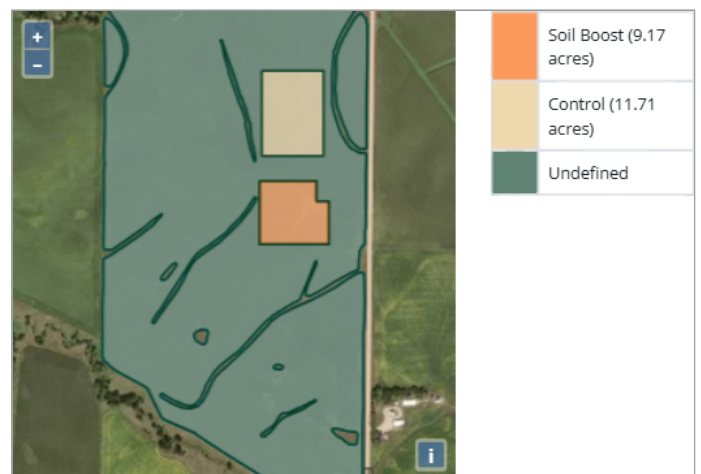 +
−
Soil Boost (9.17
acres)
Control (11.71
acres)
Undefined
i